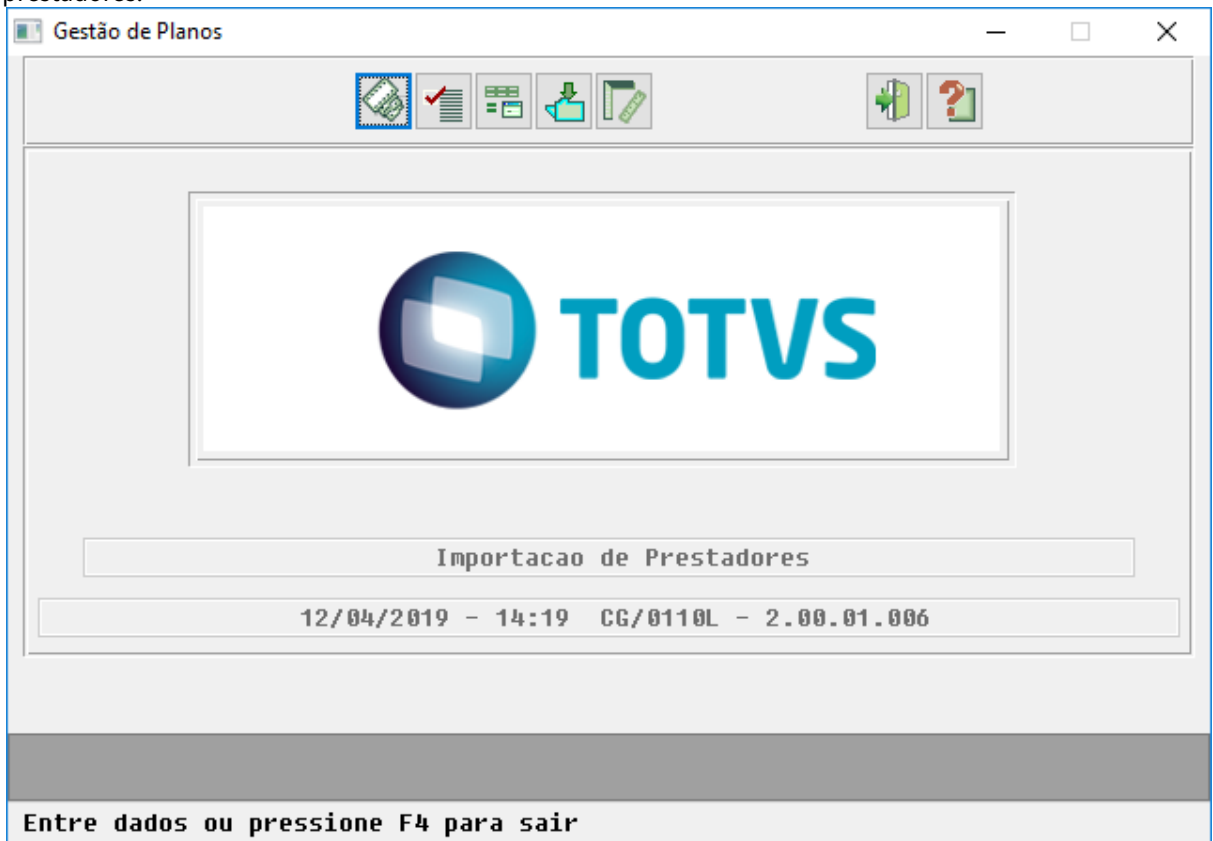 prestadores.
Gestão de Planos
TOTVS
Importacao de Prestadores
12/04/2019 - 14:19 CG/0110L - 2.00.01.006
Entre dados ou pressione F4 para sair